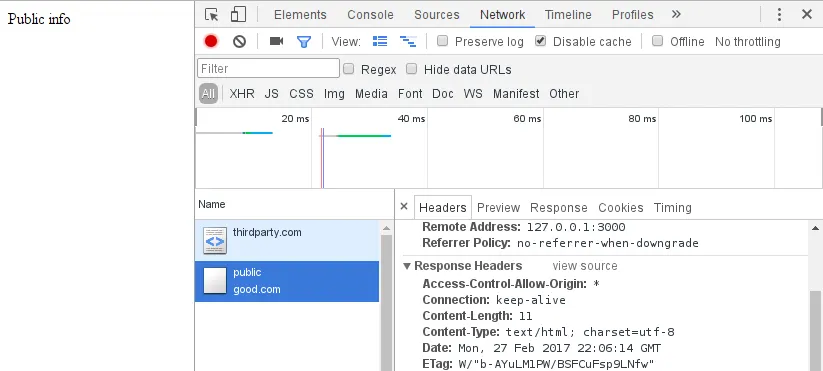 Public info
Elements Console Sources Network Timeline Profiles »
View: Preserve log Disable cache Offline No throttling
Filter Regex Hide data URLs
All XHR JS CSS Img Media Font Doc WS Manifest Other
20 ms 40 ms 60 ms 80 ms 100 ms
Name
× Headers Preview Response Cookies Timing
thirdparty.com
public
good.com
Remote Address: 127.0.0.1:3000
Referrer Policy: no-referrer-when-downgrade
Response Headers view source
Access-Control-Allow-Origin: *
Connection: keep-alive
Content-Length: 11
Content-Type: text/html; charset=utf-8
Date: Mon, 27 Feb 2017 22:06:14 GMT
ETag: W/"b-AYuLM1PW/BSFCuFsp9LNfw"